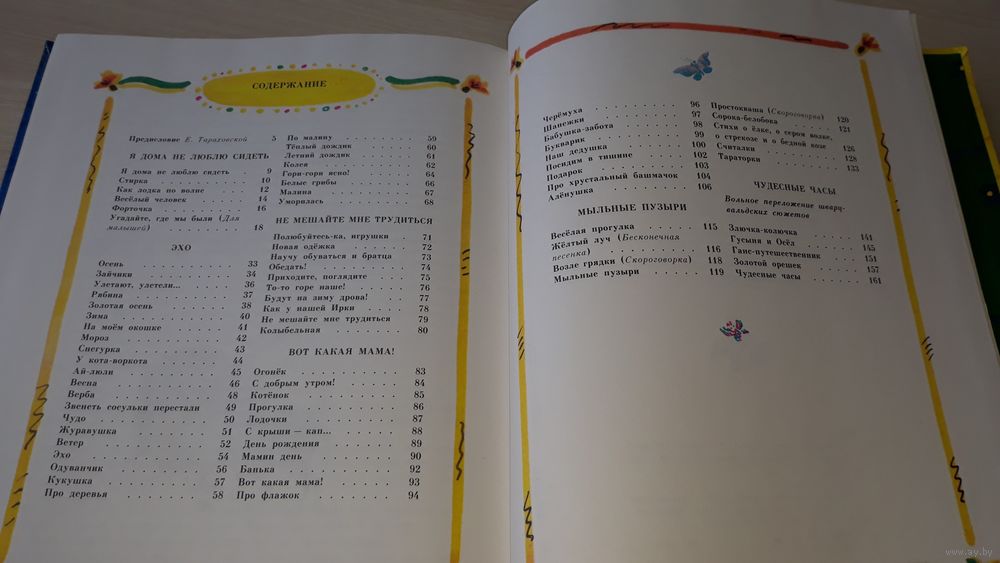 СОДЕРЖАНИЕ
Предисловие Е. Таратовской 5
Я ДОМА НЕ ЛЮБЛЮ СИДЕТЬ
Я дома не люблю сидеть 9
Стирка 10
Как лодка по волне 12
Весёлый человек 14
Форточка 16
Угадайте, где мы были (Для
малышей) 18
ЭХО
Осень 33
Зайчики 34
Улетают, улетели... 36
Рябина 37
Золотая осень 38
Зима 40
На моём окошке 41
Мороз 42
Снегурка 43
У кота-воркота 44
Ай-люли 45
Весна 46
Верба 48
Звенеть сосульки перестали 49
Чудо 50
Журавушка 51
Ветер 52
Эхо 54
Одуванчик 56
Кукушка 57
Про деревья 58
По малину 59
Тёплый дождик 60
Летний дождик 61
Колея 62
Гори-гори ясно! 64
Белые грибы 66
Малина 67
Уморилась 68
НЕ МЕШАЙТЕ МНЕ ТРУДИТЬСЯ
Полюбуйтесь-ка, игрушки 71
Новая одёжка 72
Научу обуваться и братца 73
Обедать! 74
Приходите, поглядите 75
То-то горе наше! 76
Будут на зиму дрова! 77
Как у нашей Ирки 78
Не мешайте мне трудиться 79
Колыбельная 80
ВОТ КАКАЯ МАМА!
Огонёк 83
С добрым утром! 84
Котёнок 85
Прогулка 86
Лодочки 87
С крыши — кап... 88
День рождения 89
Мамин день 90
Банька 92
Вот какая мама! 93
Про флажок 94
Черёмуха 96
Шанежки 97
Бабушка-забота 98
Букварик 99
Наш дедушка 100
Посидим в тишине 102
Подарок 103
Про хрустальный башмачок 104
Алёнушка 106
МЫЛЬНЫЕ ПУЗЫРИ
Весёлая прогулка 115
Жёлтый луч (Бесконечная
песенка) 116
Возле грядки (Скороговорка) 118
Мыльные пузыри 119
Простокваша (Скороговорка) 120
Сорока-белобока 121
Стихи о ёлке, о сером волке,
о стрекозе и о бедной козе 126
Считалки 128
Тараторки 133
ЧУДЕСНЫЕ ЧАСЫ
Вольное переложение шварц-
вальдских сюжетов
Злючка-колючка 141
Гусыня и Осёл 145
Ганс-путешественник 151
Золотой орешек 157
Чудесные часы 161
www.ay.by